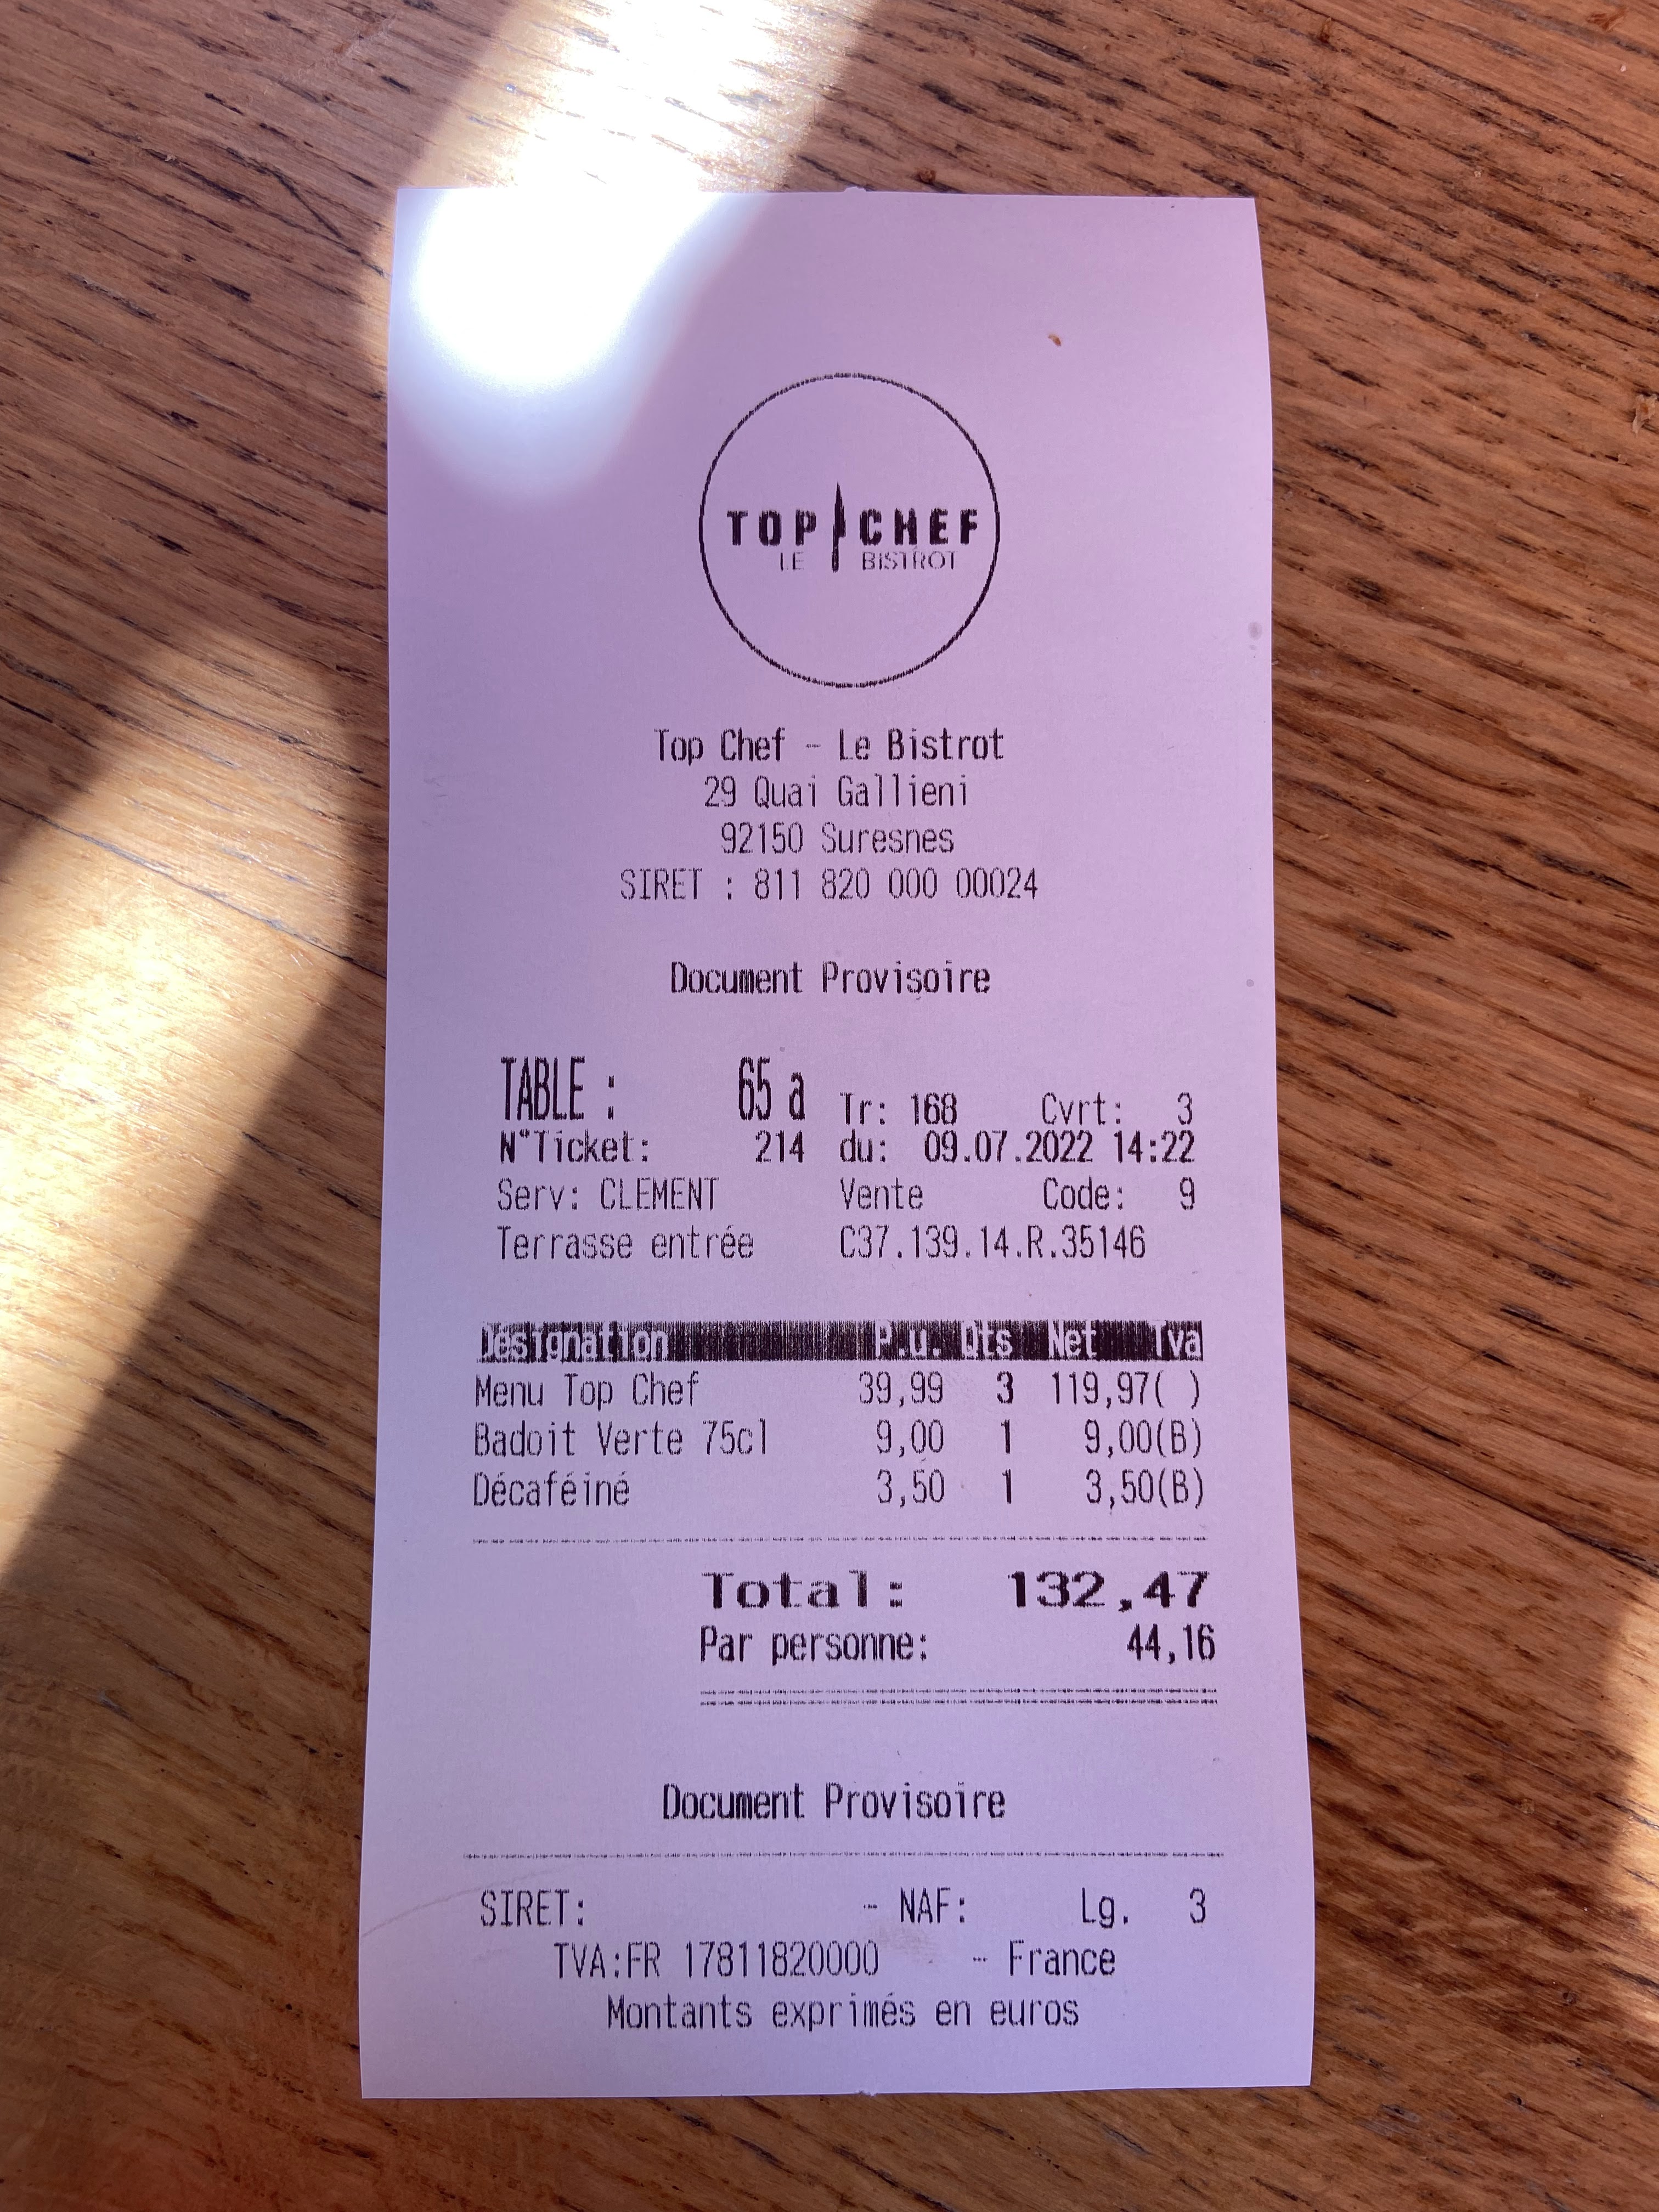 TOP CHEF
LE BISTROT
Top Chef - Le Bistrot
29 Quai Gallieni
92150 Suresnes
SIRET : 811 820 000 00024
Document Provisoire
TABLE : 65 a Tr: 168 Cvrt: 3
N°Ticket: 214 du: 09.07.2022 14:22
Serv: CLEMENT Vente Code: 9
Terrasse entrée C37.139.14.R.35146
Désignation P.u. Qts Net Tva
Menu Top Chef 39,99 3 119,97( )
Badoit Verte 75cl 9,00 1 9,00(B)
Décaféiné 3,50 1 3,50(B)
Total: 132,47
Par personne: 44,16
Document Provisoire
SIRET: - NAF: Lg. 3
TVA:FR 17811820000 - France
Montants exprimés en euros